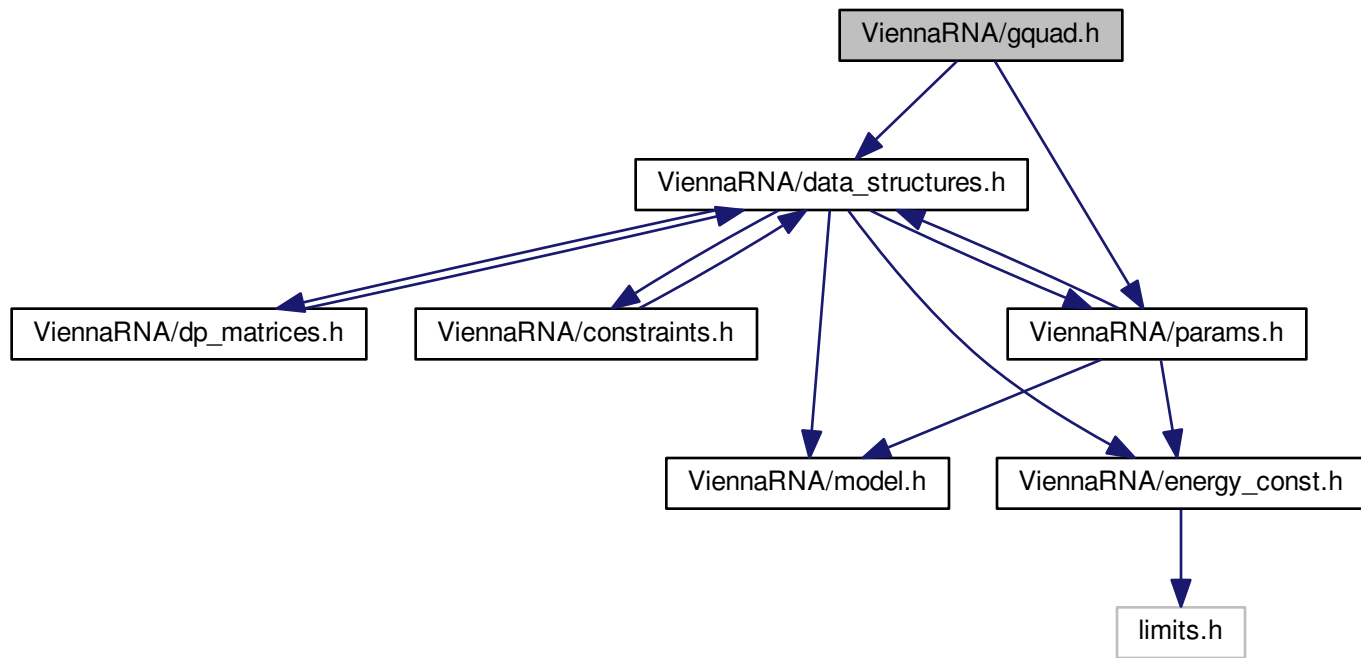 ViennaRNA/gquad.h
ViennaRNA/data_structures.h
ViennaRNA/dp_matrices.h
ViennaRNA/constraints.h
ViennaRNA/params.h
ViennaRNA/model.h
ViennaRNA/energy_const.h
limits.h